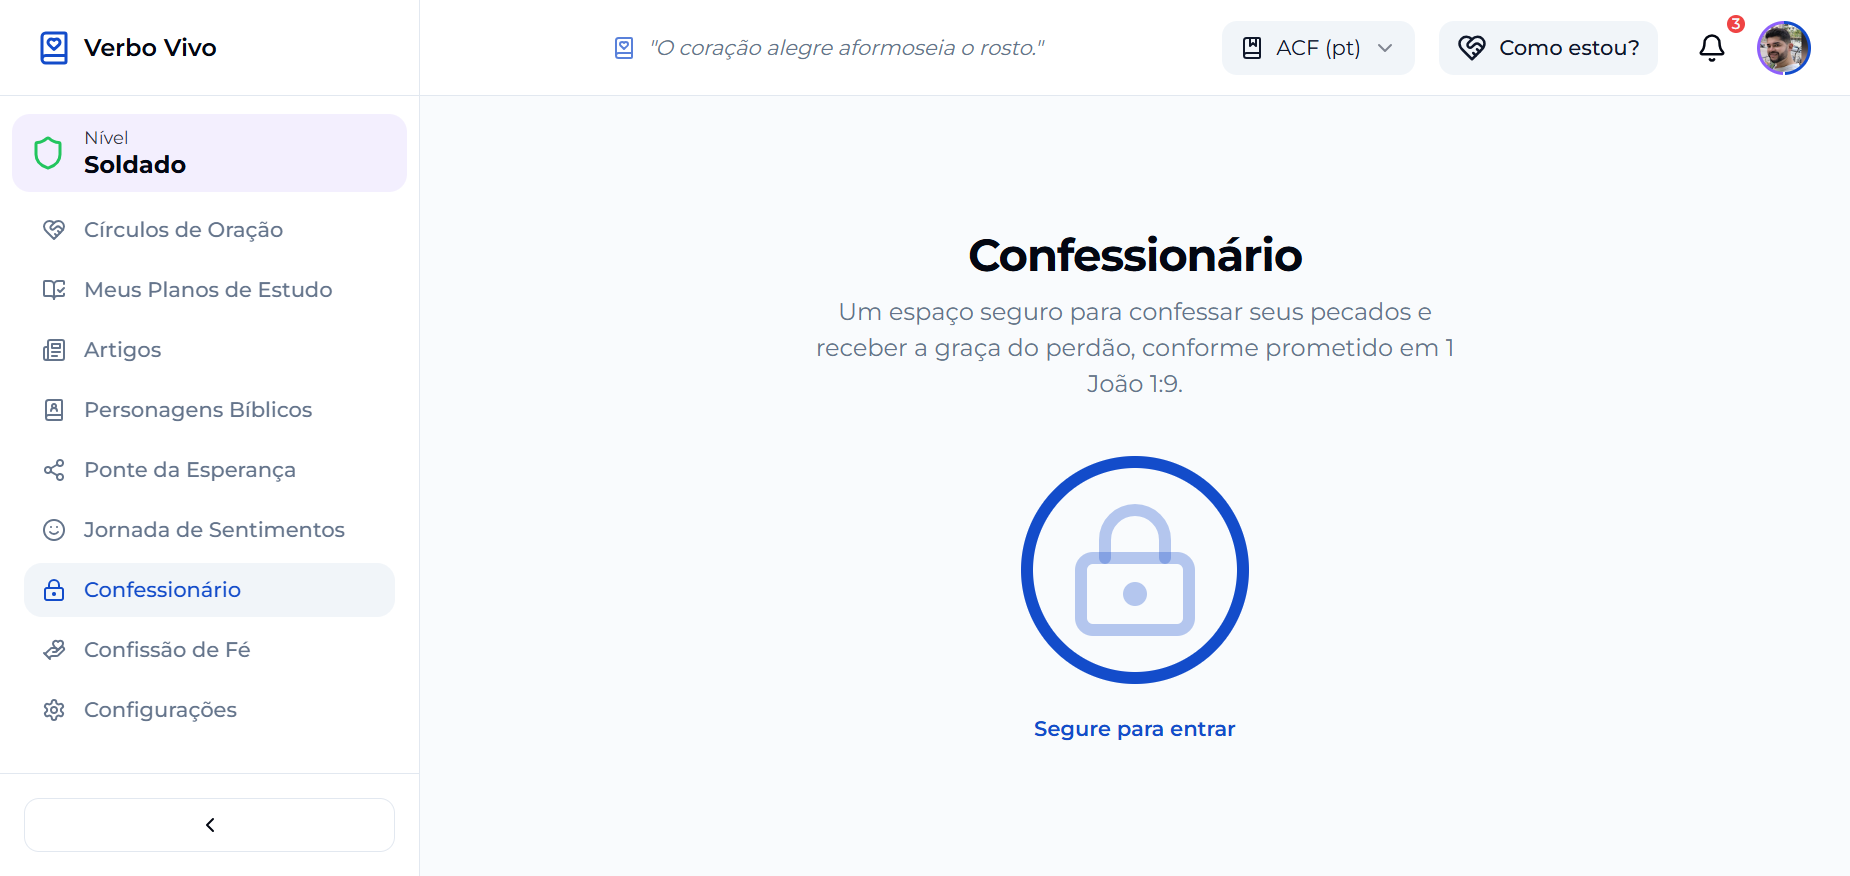 Verbo Vivo
"O coração alegre aformoseia o rosto."
ACF (pt)
Como estou?
3
Nível
Soldado
Círculos de Oração
Meus Planos de Estudo
Artigos
Personagens Bíblicos
Ponte da Esperança
Jornada de Sentimentos
Confessionário
Confissão de Fé
Configurações
Confessionário
Um espaço seguro para confessar seus pecados e
receber a graça do perdão, conforme prometido em 1
João 1:9.
Segure para entrar